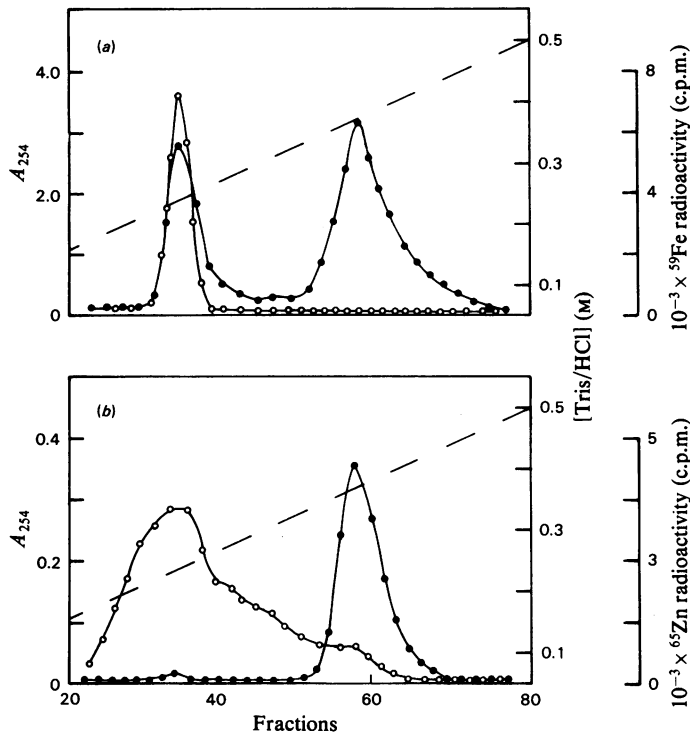 (a)
4.0
2.0
0
A254
0.5
0.3
0.1
[Tris/HCl] (M)
8
4
0
10⁻³ × ⁵⁹Fe radioactivity (c.p.m.)
(b)
0.4
0.2
0
A254
0.5
0.3
0.1
5
3
0
10⁻³ × ⁶⁵Zn radioactivity (c.p.m.)
20
40
60
80
Fractions